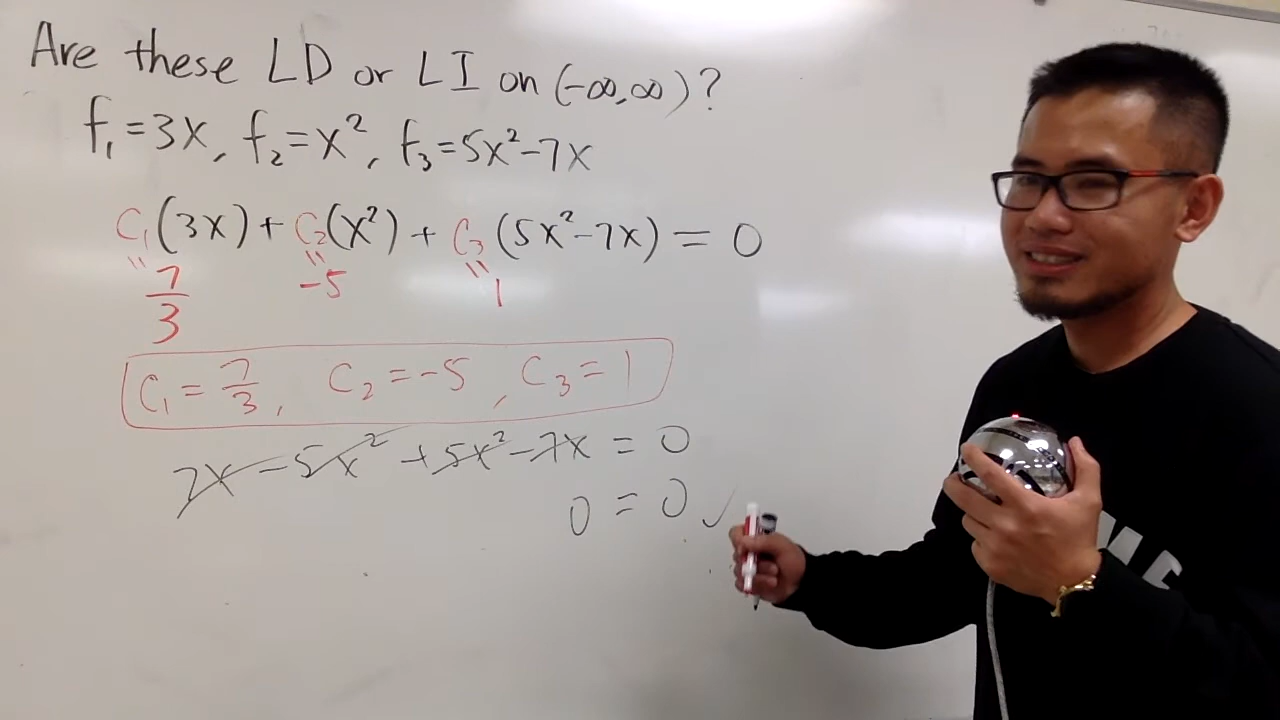 Are these LD or LI on (-∞,∞)?
f₁=3x, f₂=x², f₃=5x²-7x
C₁(3x)+C₂(x²)+C₃(5x²-7x)=0
" " "
7/3 -5 1
C₁=7/3, C₂=-5, C₃=1
7x-5x²+5x²-7x=0
0=0 ✓